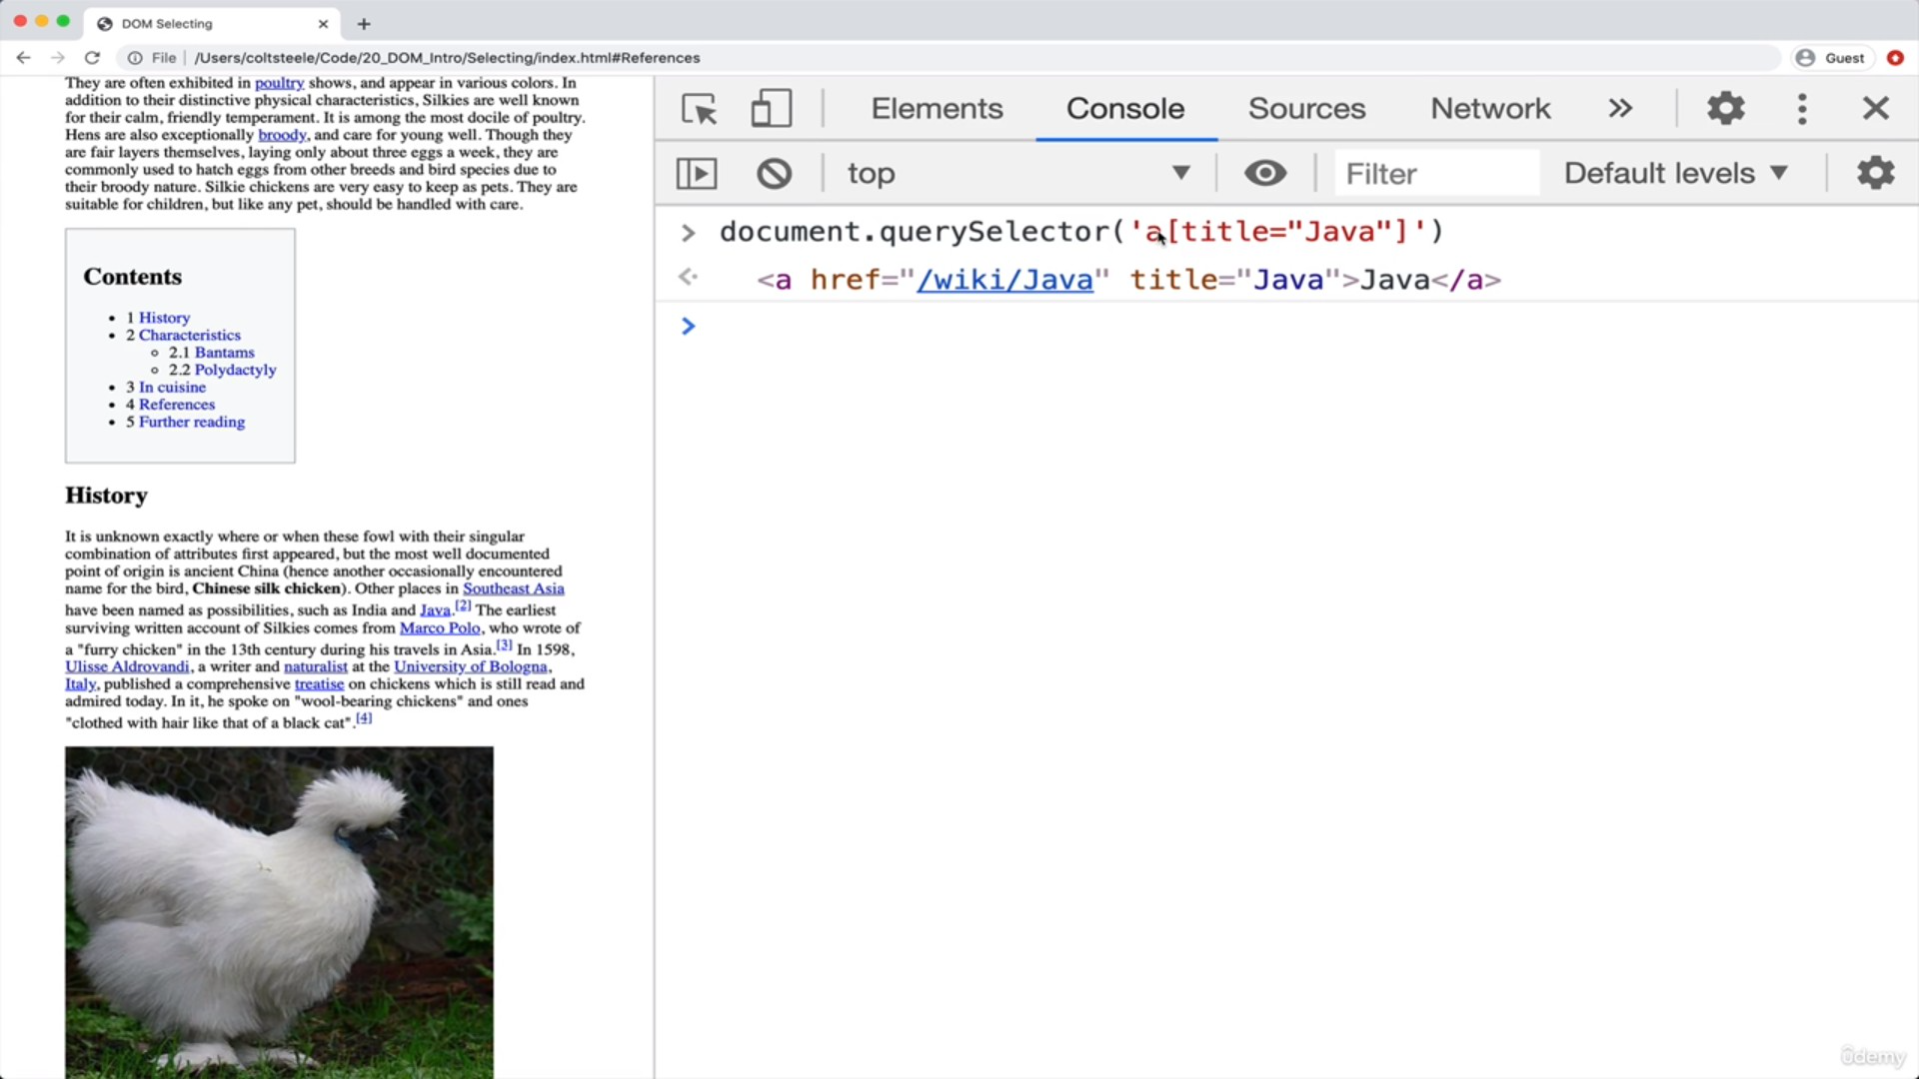 DOM Selecting
File /Users/coltsteele/Code/20_DOM_Intro/Selecting/index.html#References
Guest
They are often exhibited in poultry shows, and appear in various colors. In
addition to their distinctive physical characteristics, Silkies are well known
for their calm, friendly temperament. It is among the most docile of poultry.
Hens are also exceptionally broody, and care for young well. Though they
are fair layers themselves, laying only about three eggs a week, they are
commonly used to hatch eggs from other breeds and bird species due to
their broody nature. Silkie chickens are very easy to keep as pets. They are
suitable for children, but like any pet, should be handled with care.
Contents
1 History
2 Characteristics
2.1 Bantams
2.2 Polydactyly
3 In cuisine
4 References
5 Further reading
History
It is unknown exactly where or when these fowl with their singular
combination of attributes first appeared, but the most well documented
point of origin is ancient China (hence another occasionally encountered
name for the bird, Chinese silk chicken). Other places in Southeast Asia
have been named as possibilities, such as India and Java.[2] The earliest
surviving written account of Silkies comes from Marco Polo, who wrote of
a "furry chicken" in the 13th century during his travels in Asia.[3] In 1598,
Ulisse Aldrovandi, a writer and naturalist at the University of Bologna,
Italy, published a comprehensive treatise on chickens which is still read and
admired today. In it, he spoke on "wool-bearing chickens" and ones
"clothed with hair like that of a black cat".[4]
Elements Console Sources Network
top Filter Default levels
document.querySelector('a[title="Java"]')
<a href="/wiki/Java" title="Java">Java</a>
ûdemy